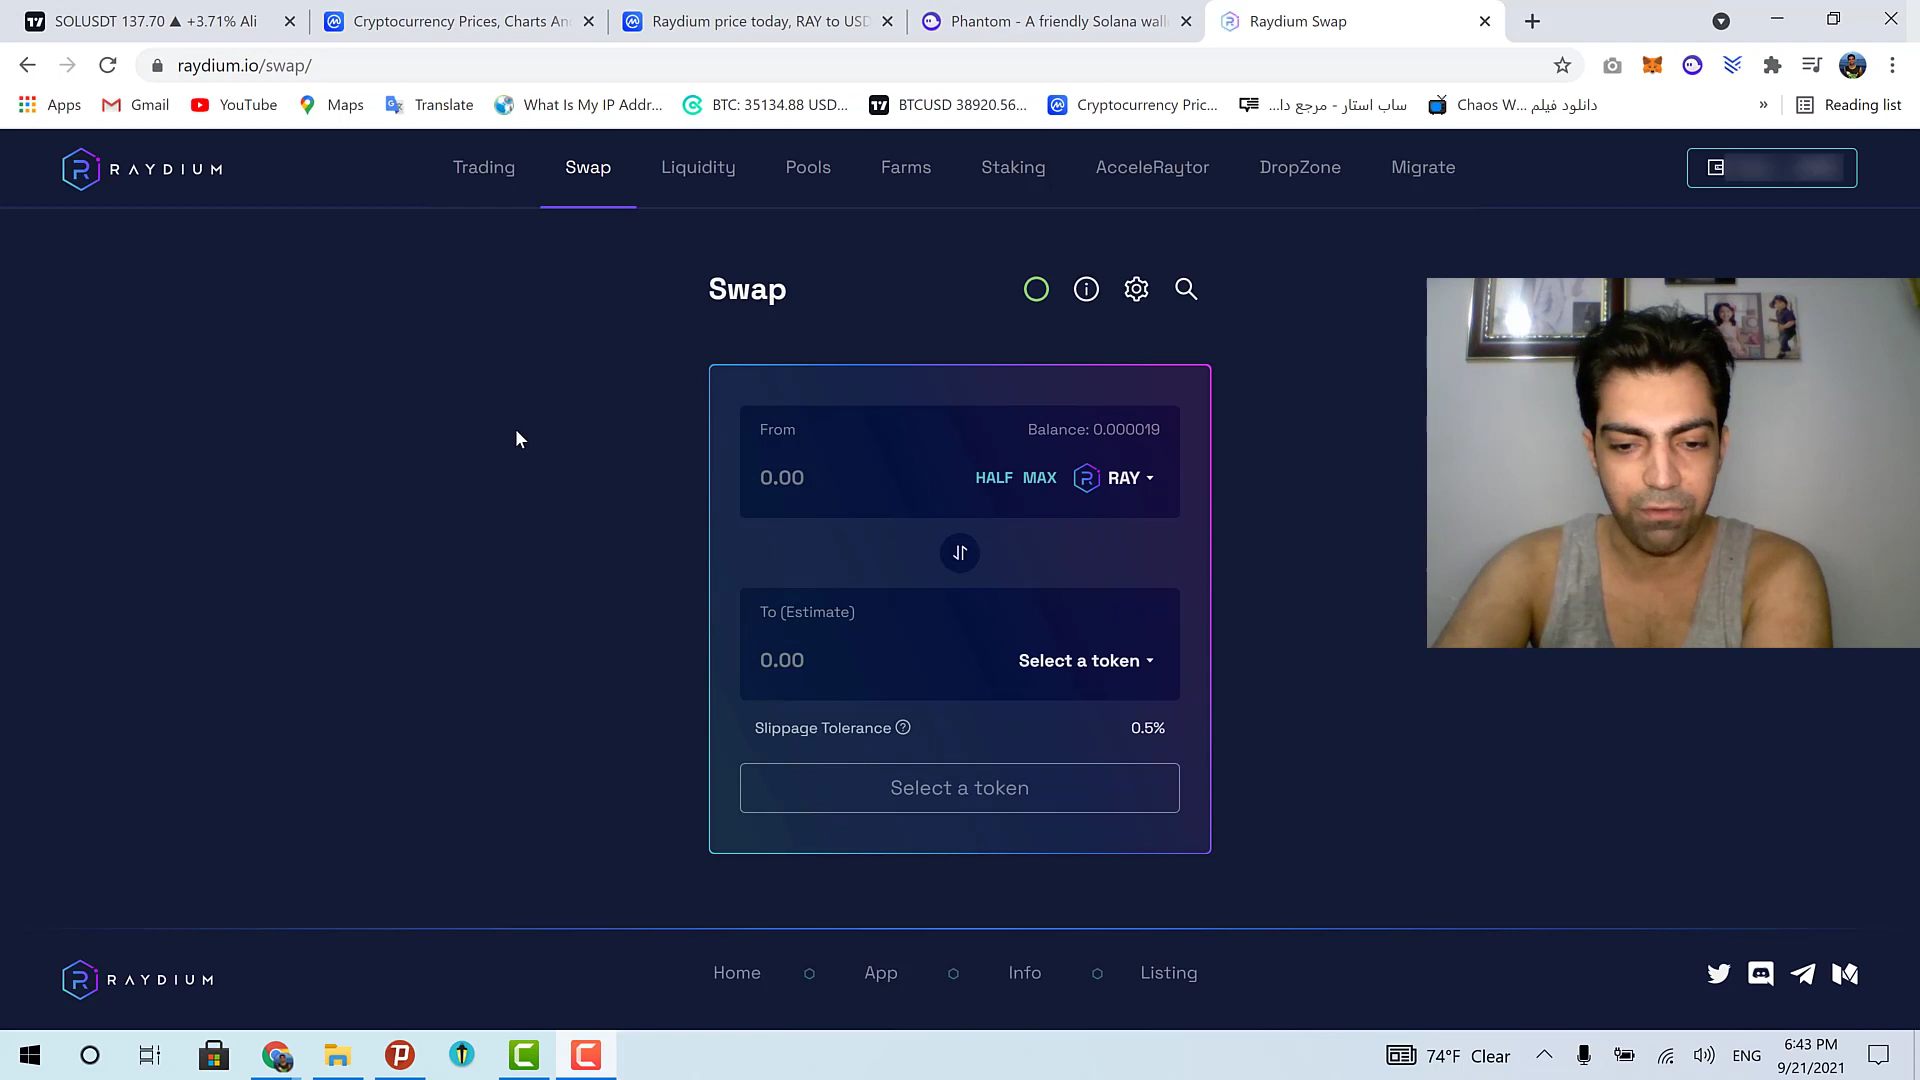 SOLUSDT 137.70 ▲ +3.71% Ali
Cryptocurrency Prices, Charts An
Raydium price today, RAY to USD
Phantom - A friendly Solana wall
Raydium Swap
raydium.io/swap/
Apps
Gmail
YouTube
Maps
Translate
What Is My IP Addr...
BTC: 35134.88 USD...
BTCUSD 38920.56...
Cryptocurrency Pric...
ساب استار - مرجع دا...
Chaos W... دانلود فیلم
»
Reading list
RAYDIUM
Trading
Swap
Liquidity
Pools
Farms
Staking
AcceleRaytor
DropZone
Migrate
Swap
From
Balance: 0.000019
0.00
HALF MAX
RAY
To (Estimate)
0.00
Select a token
Slippage Tolerance
0.5%
Select a token
RAYDIUM
Home
App
Info
Listing
74°F Clear
ENG
6:43 PM
9/21/2021